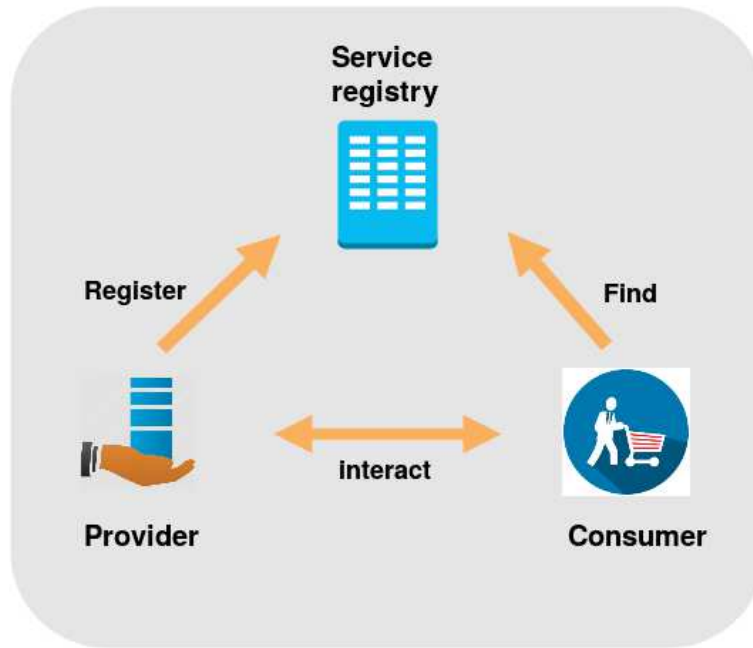 Service
registry
Register
Find
interact
Provider
Consumer